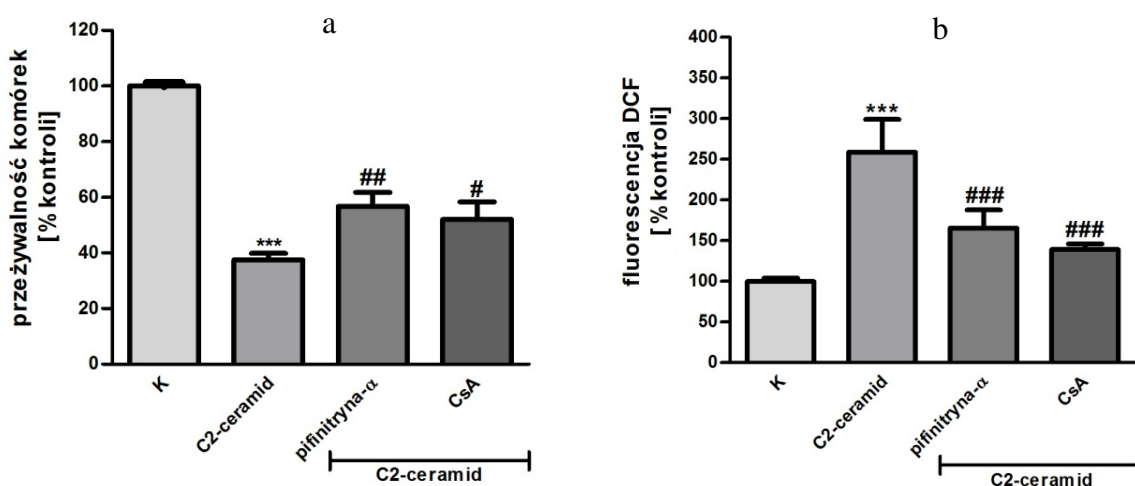 a
przeżywalność komórek
[% kontroli]
120
100
80
60
40
20
0
***
##
#
K
C2-ceramid
pifinitryna-α
CsA
C2-ceramid
b
fluorescencja DCF
[% kontroli]
400
350
300
250
200
150
100
50
0
***
###
###
K
C2-ceramid
pifinitryna-α
CsA
C2-ceramid